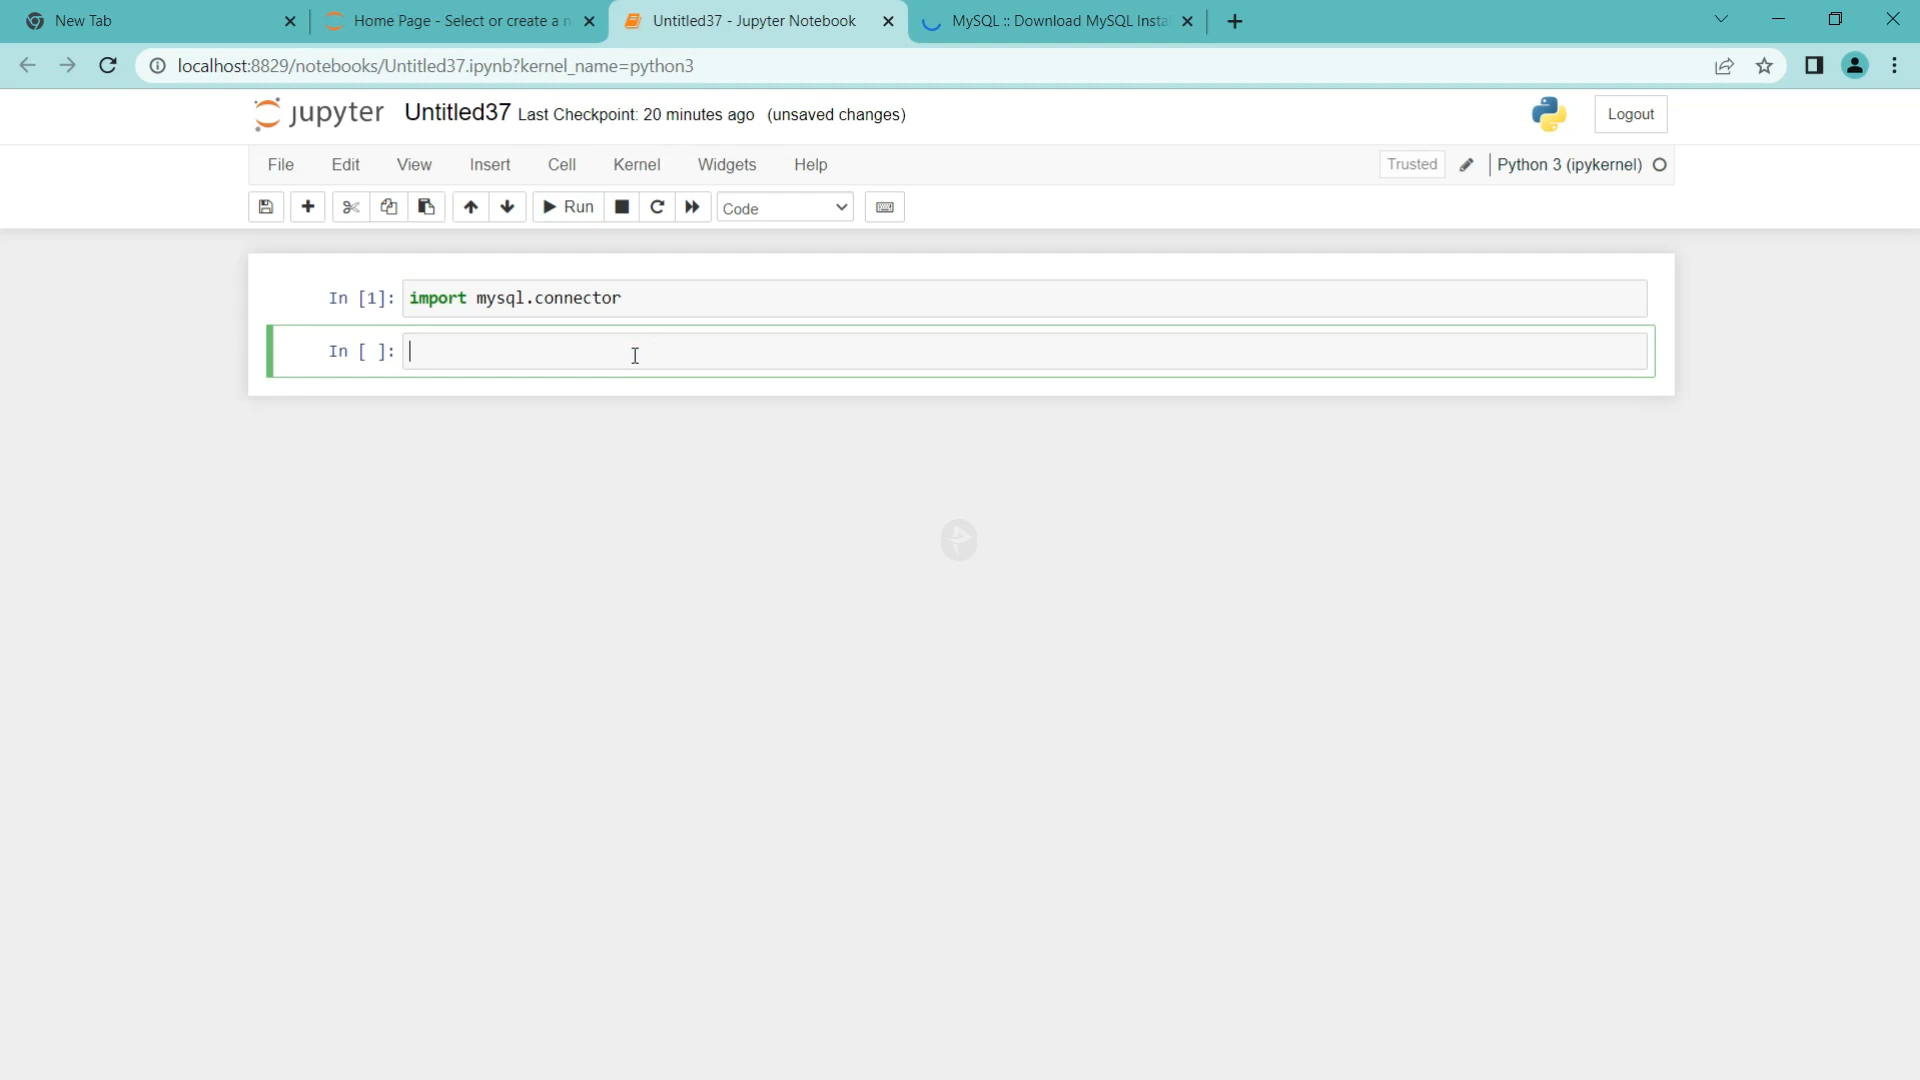 New Tab
Home Page - Select or create a n
Untitled37 - Jupyter Notebook
MySQL :: Download MySQL Insta
localhost:8829/notebooks/Untitled37.ipynb?kernel_name=python3
jupyter Untitled37 Last Checkpoint: 20 minutes ago (unsaved changes)
Logout
File Edit View Insert Cell Kernel Widgets Help
Trusted Python 3 (ipykernel)
Run Code
In [1]: import mysql.connector
In [ ]: